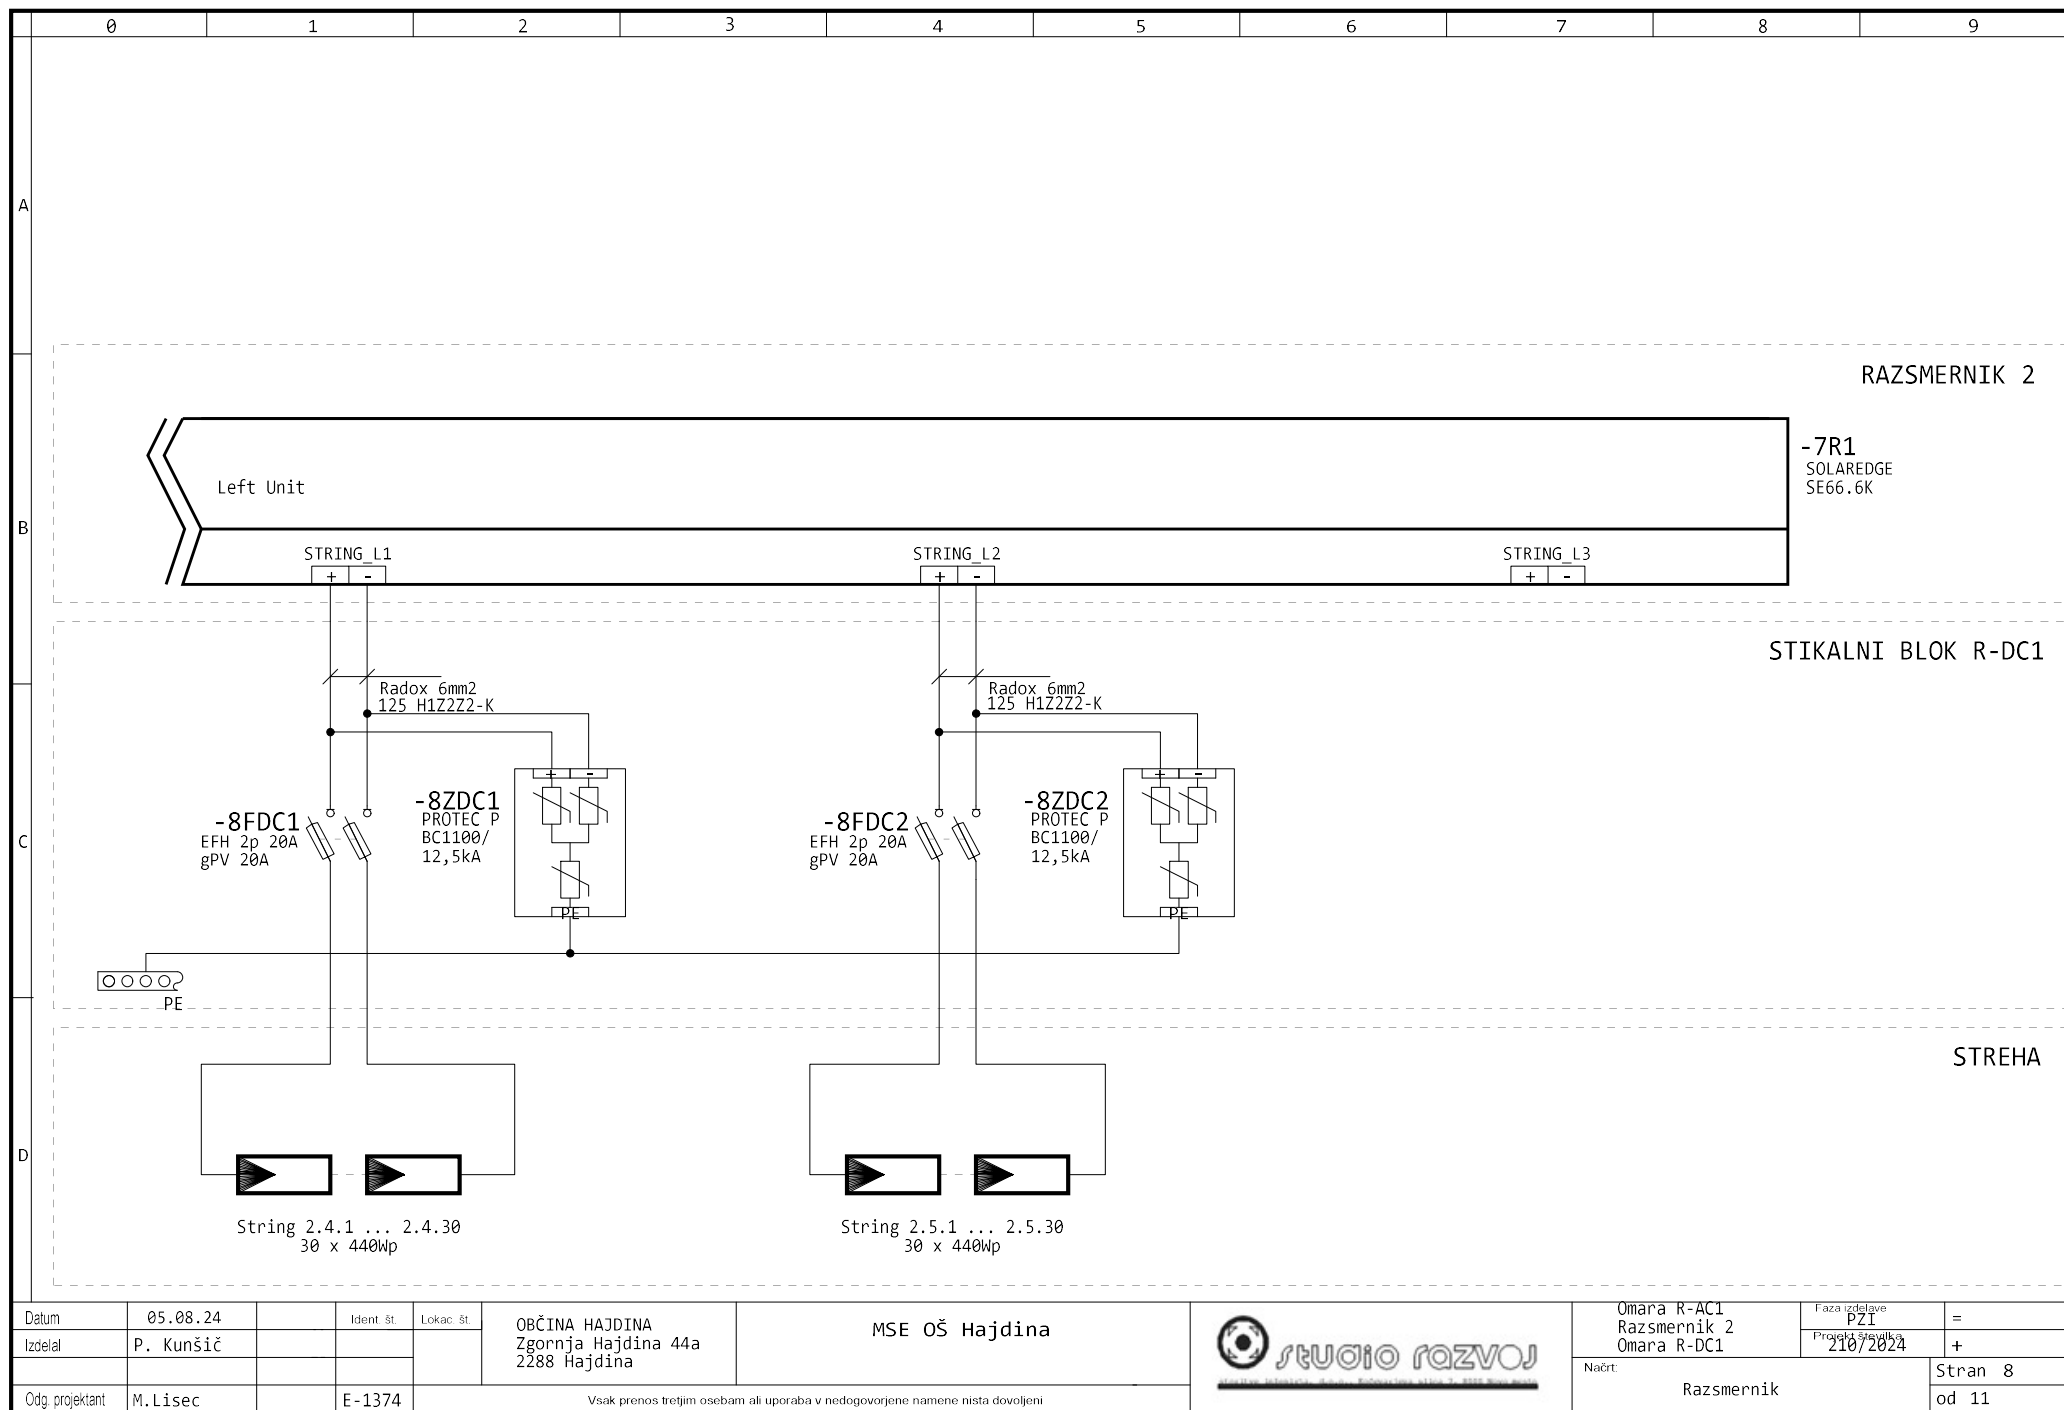 0 1 2 3 4 5 6 7 8 9
A
RAZSMERNIK 2
-7R1
SOLAREDGE
SE66.6K
Left Unit
B
STRING_L1 STRING_L2 STRING_L3
+ - + - + -
STIKALNI BLOK R-DC1
Radox 6mm2
125 H1Z2Z2-K
Radox 6mm2
125 H1Z2Z2-K
+ - + -
C
-8FDC1
EFH 2p 20A
gPV 20A
-8ZDC1
PROTEC P
BC1100/
12,5kA
PE
-8FDC2
EFH 2p 20A
gPV 20A
-8ZDC2
PROTEC P
BC1100/
12,5kA
PE
PE
STREHA
D
String 2.4.1 ... 2.4.30
30 x 440Wp
String 2.5.1 ... 2.5.30
30 x 440Wp
Datum 05.08.24 Ident. št. Lokac. št.
Izdelal P. Kunšič
Odg. projektant M.Lisec E-1374
OBČINA HAJDINA
Zgornja Hajdina 44a
2288 Hajdina
MSE OŠ Hajdina
Vsak prenos tretjim osebam ali uporaba v nedogovorjene namene nista dovoljeni
studio razvoj
Omara R-AC1
Razsmernik 2
Omara R-DC1
Faza izdelave
PZI
=
Projekt številka
210/2024
+
Načrt:
Razsmernik
Stran 8
od 11